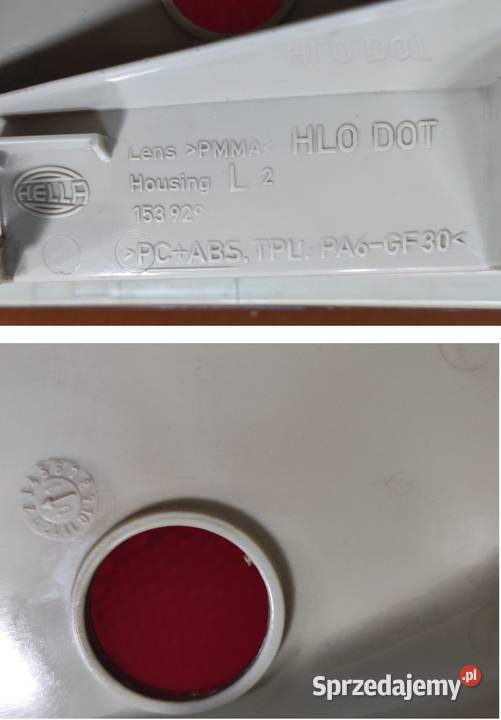 HLO DOT
Lens >PMMA< HLO DOT
HELLA
Housing L 2
153 929
>PC+ABS, TPU, PA6-GF30<
Sprzedajemy.pl